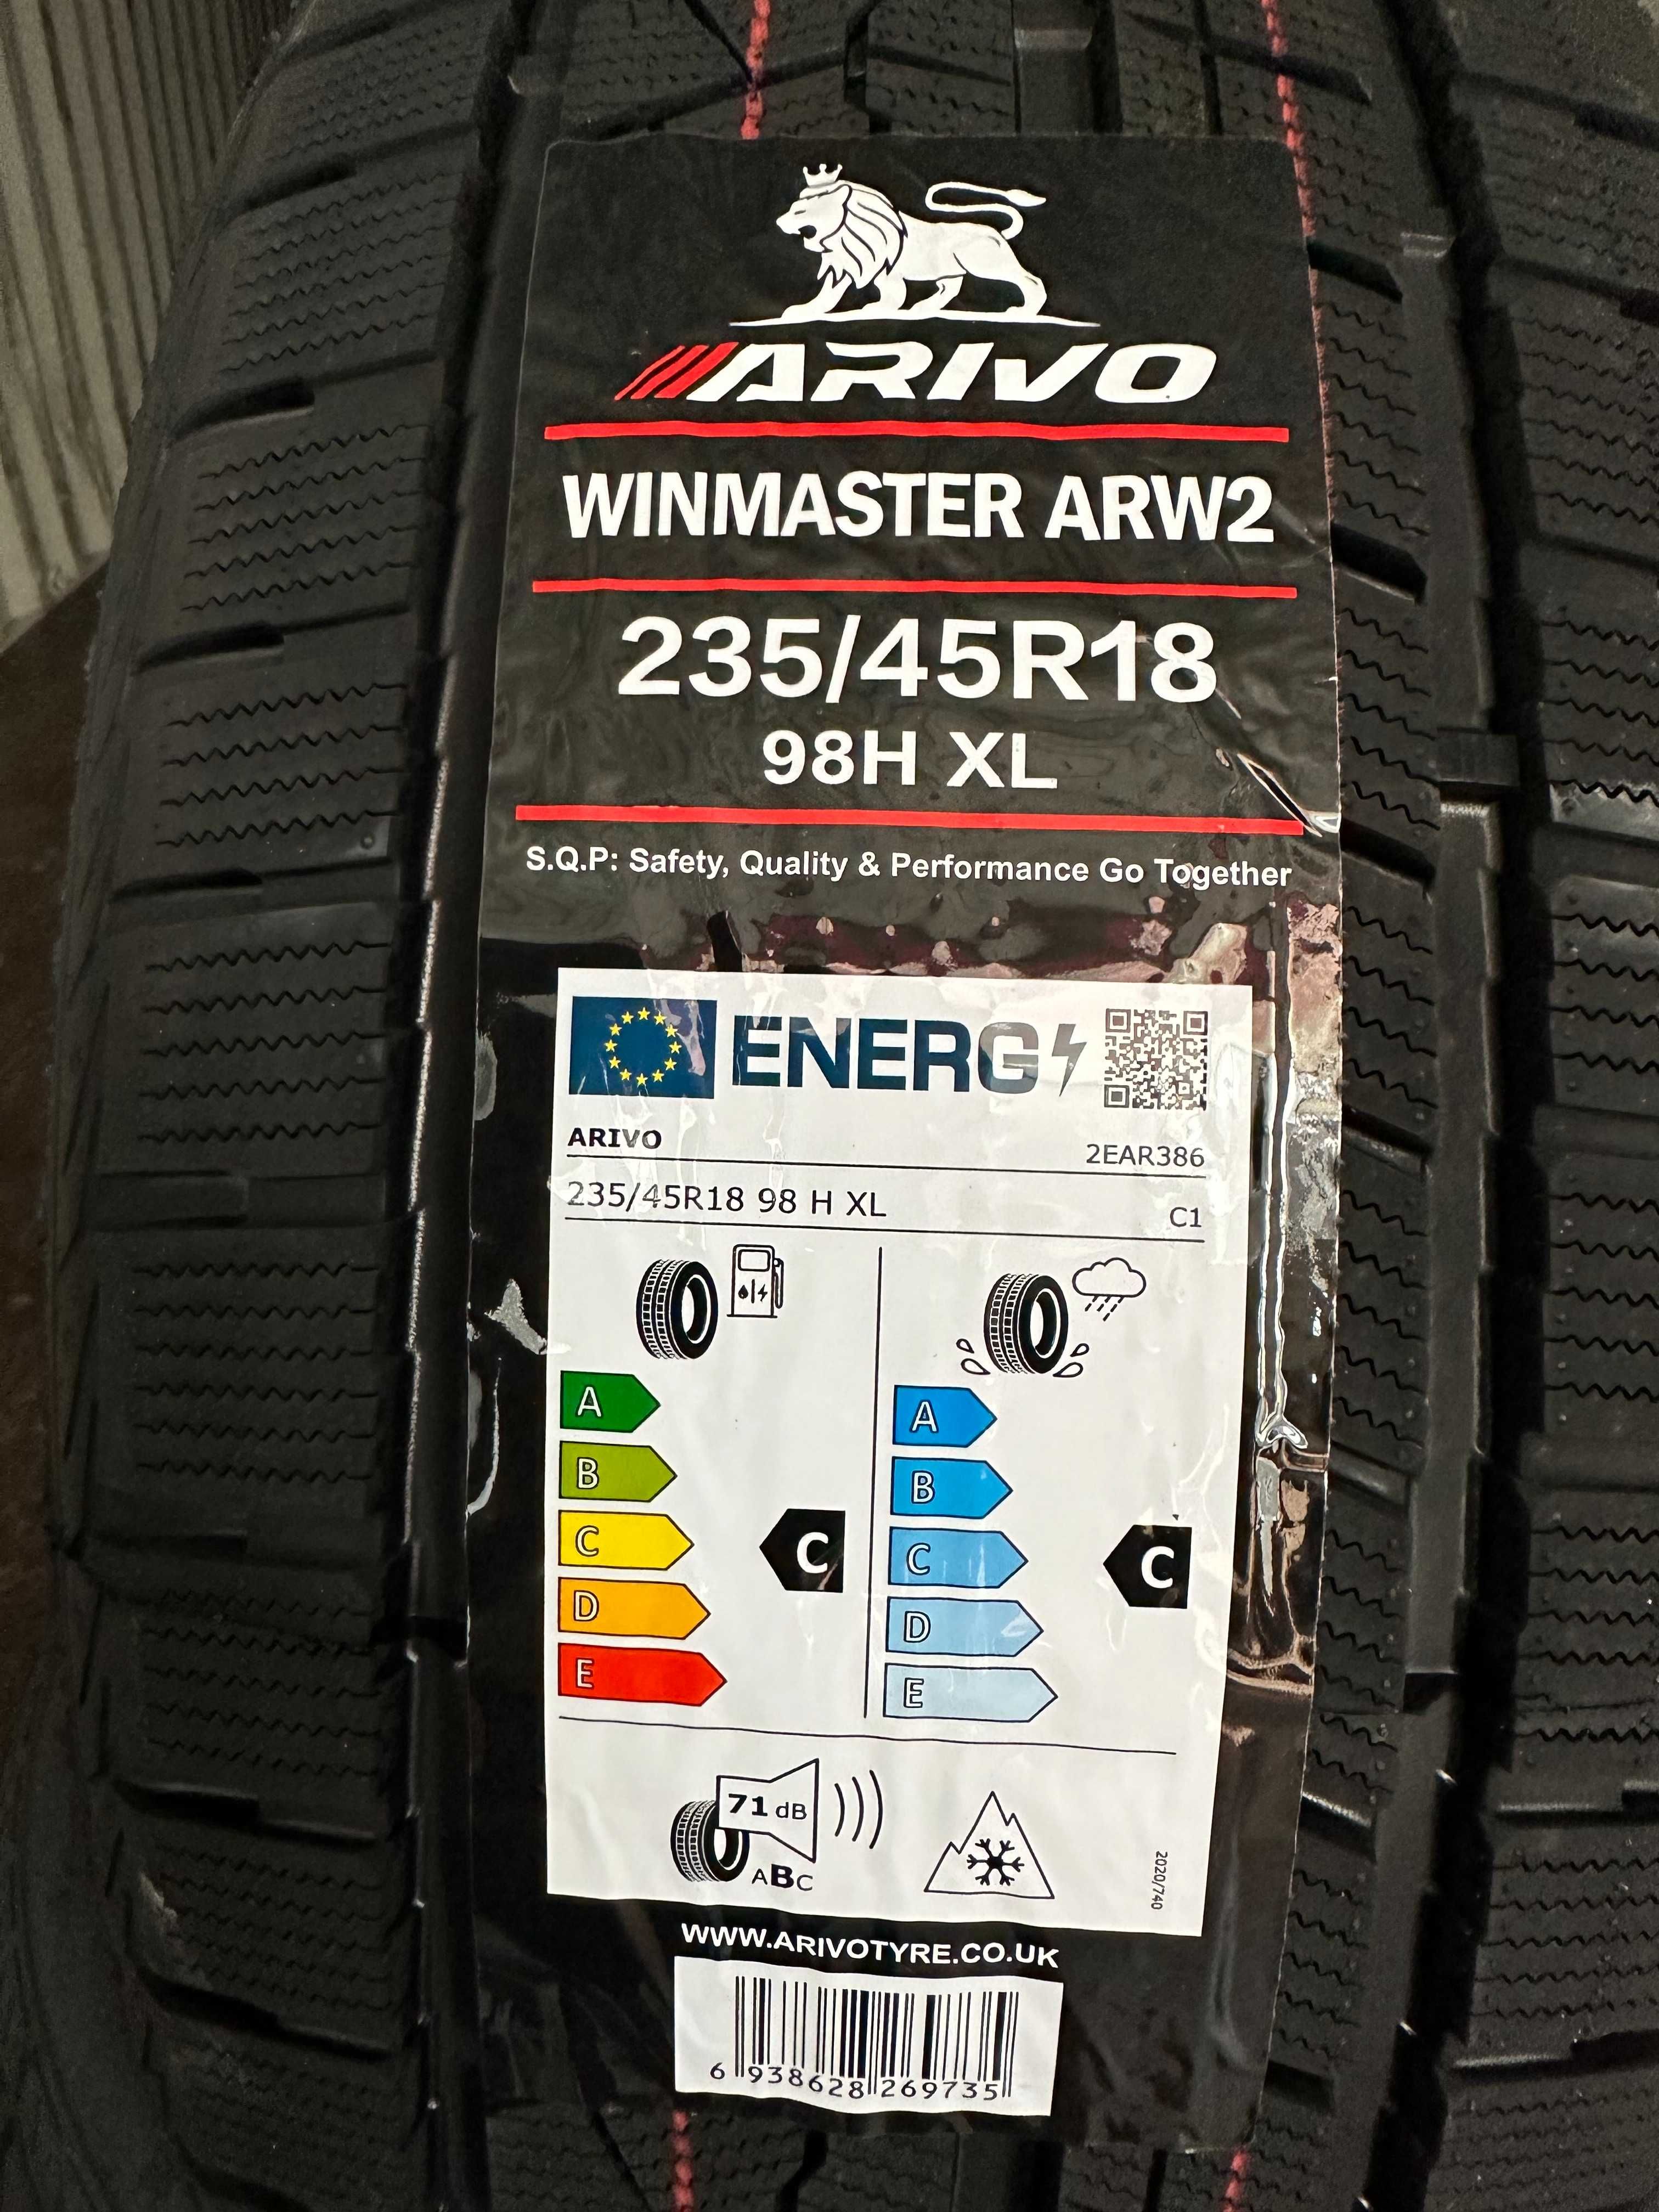 ARIVO
WINMASTER ARW2
235/45R18
98H XL
S.Q.P: Safety, Quality & Performance Go Together
ENERG
ARIVO 2EAR386
235/45R18 98 H XL C1
A A
B B
C C C C
D D
E E
71 dB
ABC
2020/740
WWW.ARIVOTYRE.CO.UK
6 938628 269735